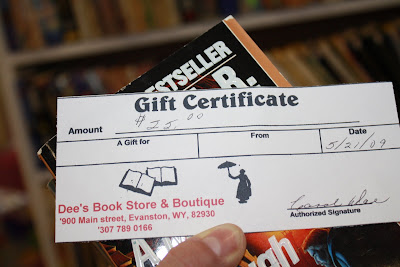 BESTSELLER
R.
Gift Certificate
Amount $25.00
A Gift for From Date
5/21/09
Dee's Book Store & Boutique
'900 Main street, Evanston, WY, 82930
'307 789 0166
Authorized Signature